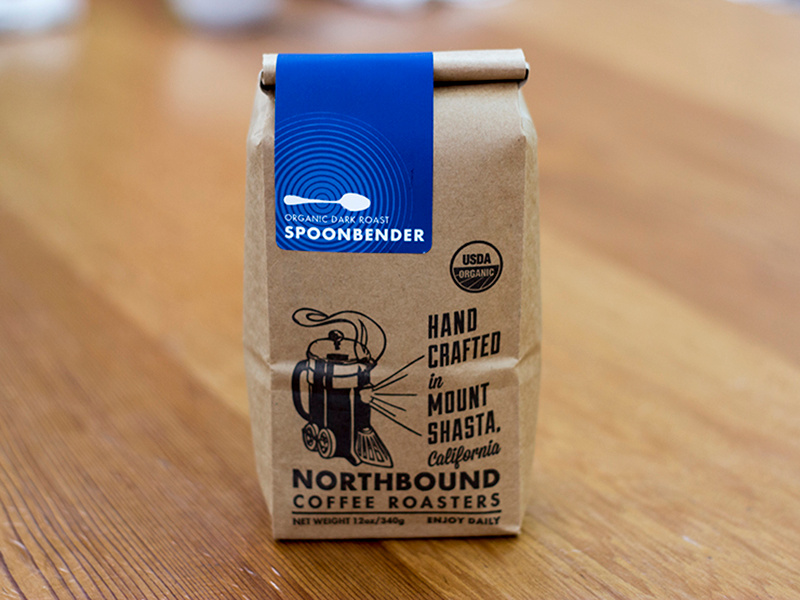 ORGANIC DARK ROAST
SPOONBENDER
USDA
ORGANIC
HAND
CRAFTED
in
MOUNT
SHASTA,
California
NORTHBOUND
COFFEE ROASTERS
NET WEIGHT 12oz/340g ENJOY DAILY